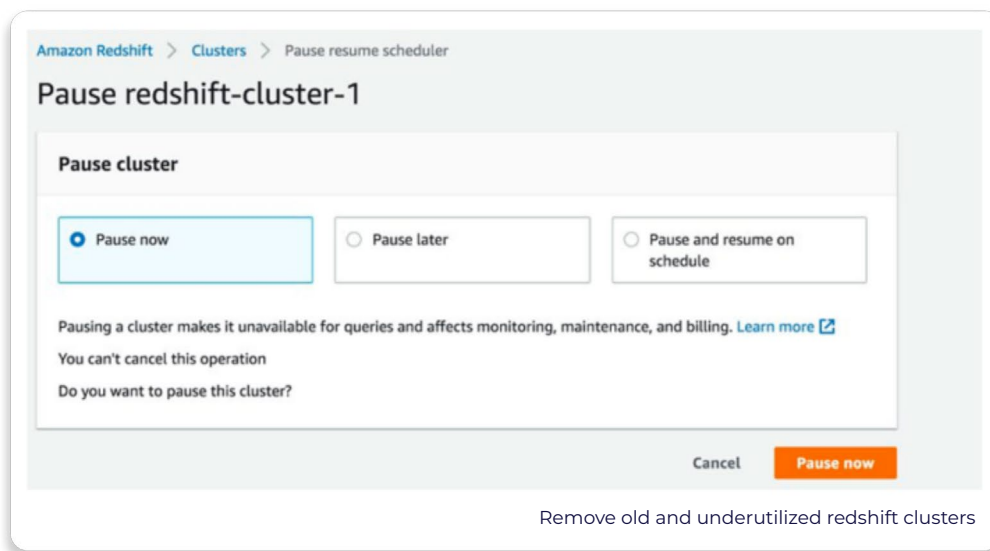 Amazon Redshift > Clusters > Pause resume scheduler
Pause redshift-cluster-1
Pause cluster
Pause now
Pause later
Pause and resume on
schedule
Pausing a cluster makes it unavailable for queries and affects monitoring, maintenance, and billing. Learn more
You can't cancel this operation
Do you want to pause this cluster?
Cancel
Pause now
Remove old and underutilized redshift clusters